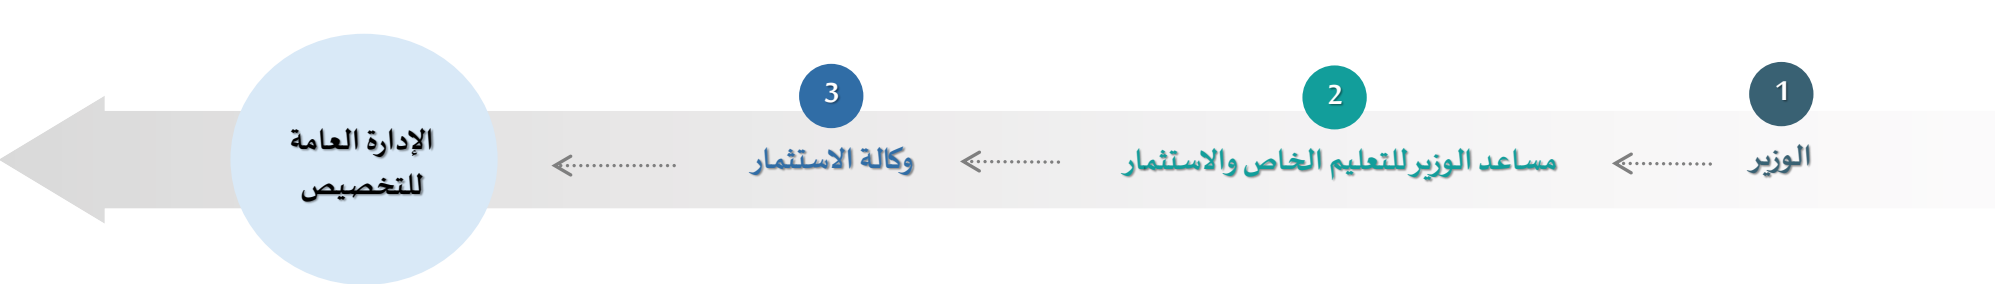 1
الوزير
2
مساعد الوزير للتعليم الخاص والاستثمار
3
وكالة الاستثمار
الإدارة العامة
للتخصيص